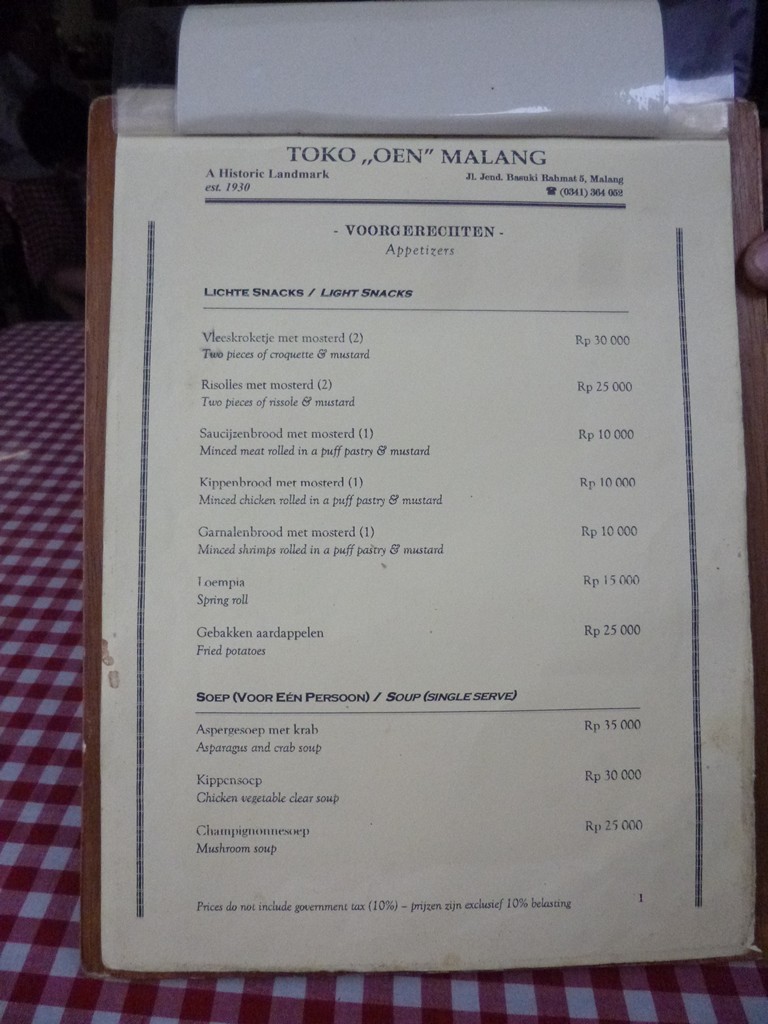 TOKO „OEN” MALANG
A Historic Landmark
est. 1930
Jl. Jend. Basuki Rahmat 5, Malang
☎ (0341) 364 052
- VOORGERECHTEN -
Appetizers
LICHTE SNACKS / LIGHT SNACKS
Vleeskroketje met mosterd (2) Rp 30 000
Two pieces of croquette & mustard
Risolles met mosterd (2) Rp 25 000
Two pieces of rissole & mustard
Saucijzenbrood met mosterd (1) Rp 10 000
Minced meat rolled in a puff pastry & mustard
Kippenbrood met mosterd (1) Rp 10 000
Minced chicken rolled in a puff pastry & mustard
Garnalenbrood met mosterd (1) Rp 10 000
Minced shrimps rolled in a puff pastry & mustard
Loempia Rp 15 000
Spring roll
Gebakken aardappelen Rp 25 000
Fried potatoes
SOEP (VOOR EÉN PERSOON) / SOUP (SINGLE SERVE)
Aspergesoep met krab Rp 35 000
Asparagus and crab soup
Kippensoep Rp 30 000
Chicken vegetable clear soup
Champignonnesoep Rp 25 000
Mushroom soup
Prices do not include government tax (10%) – prijzen zijn exclusief 10% belasting
1